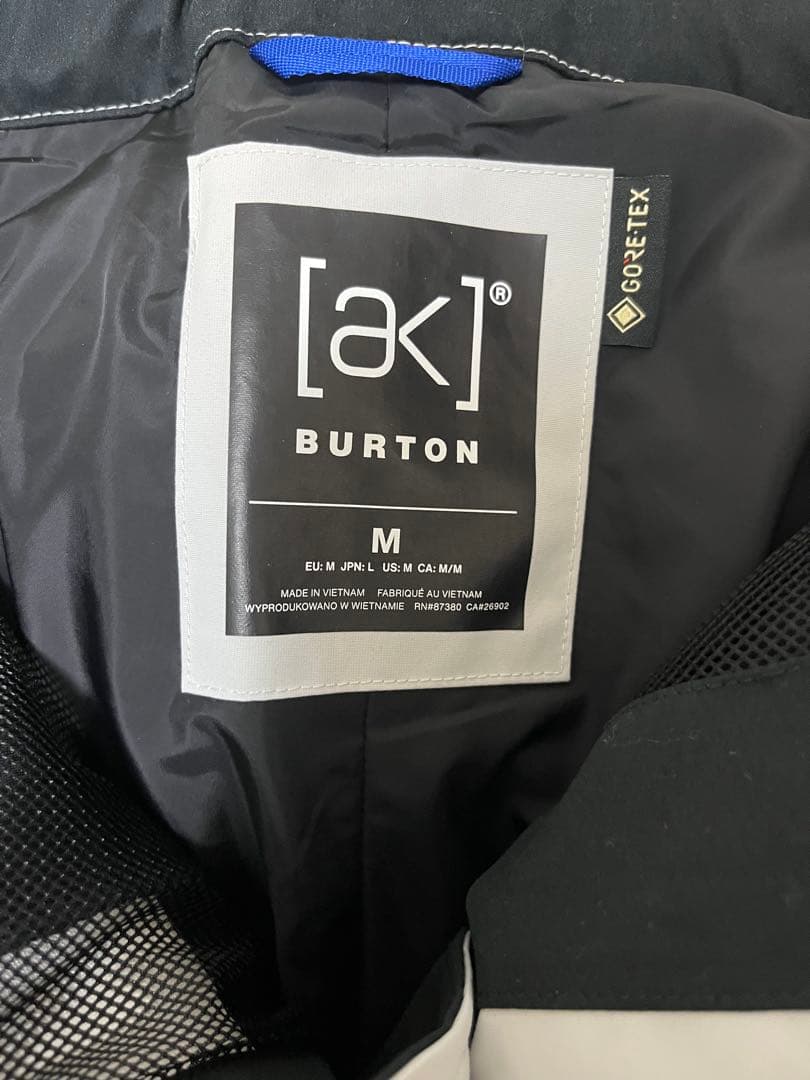 [ak]®
BURTON
M
EU: M JPN: L US: M CA: M/M
MADE IN VIETNAM FABRIQUÉ AU VIETNAM
WYPRODUKOWANO W WIETNAMIE RN#87380 CA#26902
GORE-TEX